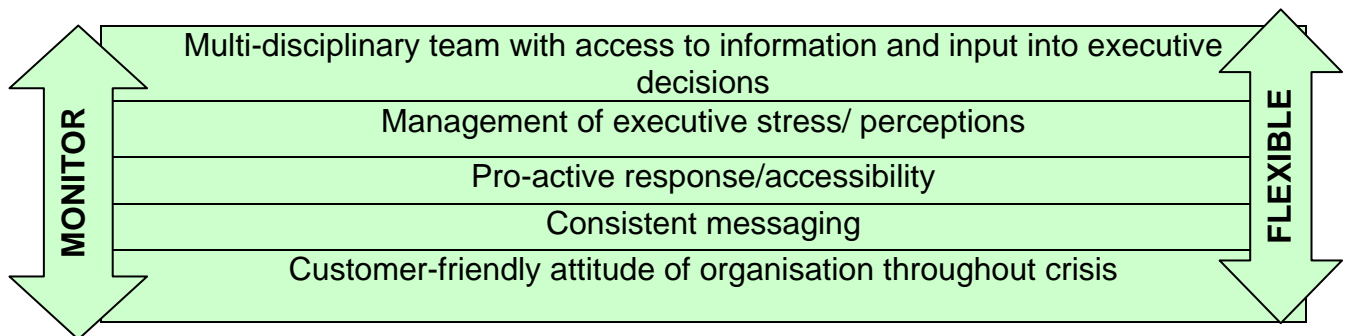 Multi-disciplinary team with access to information and input into executive
decisions
Management of executive stress/ perceptions
Pro-active response/accessibility
Consistent messaging
Customer-friendly attitude of organisation throughout crisis
MONITOR
FLEXIBLE